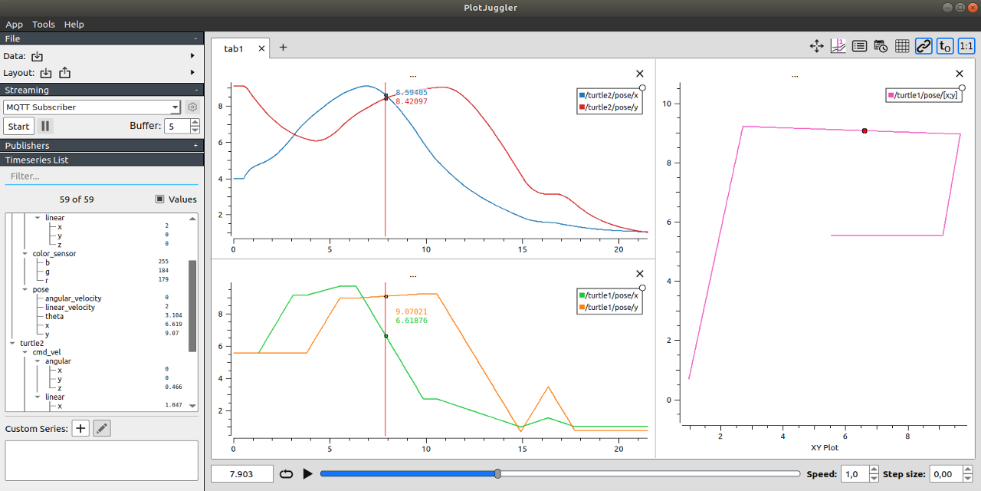 PlotJuggler
App Tools Help
File -
Data:
Layout:
Streaming -
MQTT Subscriber
Start Buffer: 5
Publishers +
Timeseries List
Filter...
59 of 59 Values
linear
x 2
y 0
z 0
color_sensor
b 255
g 184
r 179
pose
angular_velocity 0
linear_velocity 2
theta 3.104
x 6.619
y 9.07
turtle2
cmd_vel
angular
x 0
y 0
z 0.466
linear
x 1.047
Custom Series:
tab1
t0 1:1
...
8.59405
8.42097
/turtle2/pose/x
/turtle2/pose/y
8
6
4
2
0 5 10 15 20
...
9.07021
6.61876
/turtle1/pose/x
/turtle1/pose/y
8
6
4
2
0 5 10 15 20
...
/turtle1/pose/[x;y]
10
8
6
4
2
0
2 4 6 8
XY Plot
7.903 Speed: 1,0 Step size: 0,00